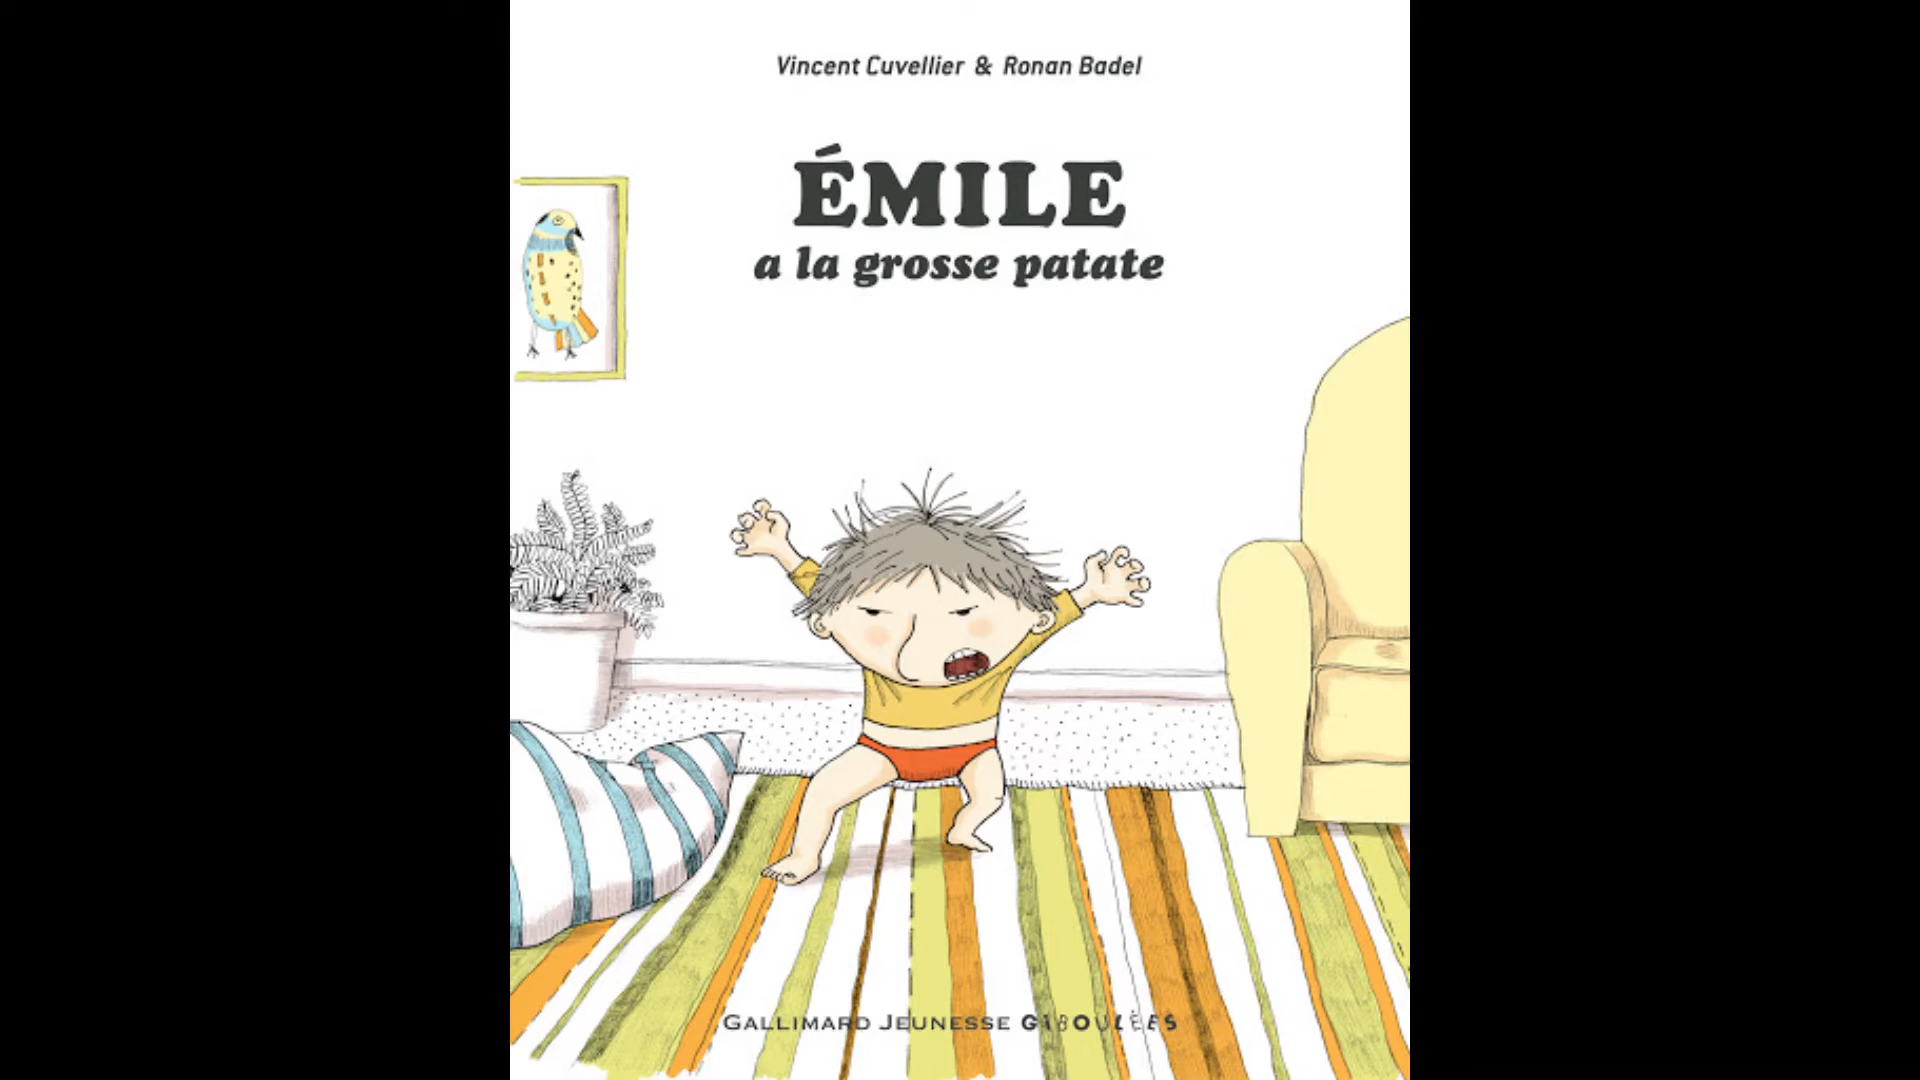 Vincent Cuvellier & Ronan Badel
ÉMILE
a la grosse patate
GALLIMARD JEUNESSE GIBOULÉES